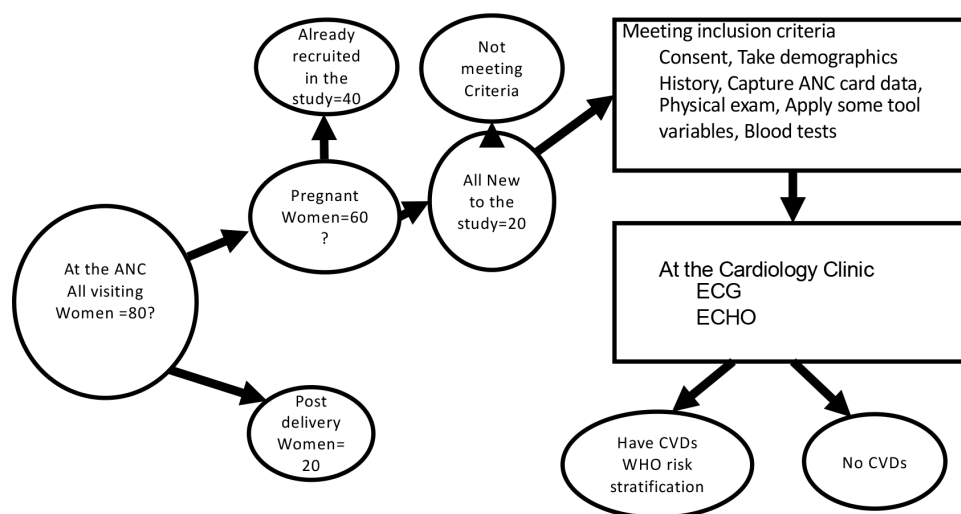 Already
recruited
in the
study=40
Not
meeting
Criteria
Meeting inclusion criteria
Consent, Take demographics
History, Capture ANC card data,
Physical exam, Apply some tool
variables, Blood tests
Pregnant
Women=60
?
All New
to the
study=20
At the ANC
All visiting
Women =80?
At the Cardiology Clinic
ECG
ECHO
Post
delivery
Women=
20
Have CVDs
WHO risk
stratification
No CVDs